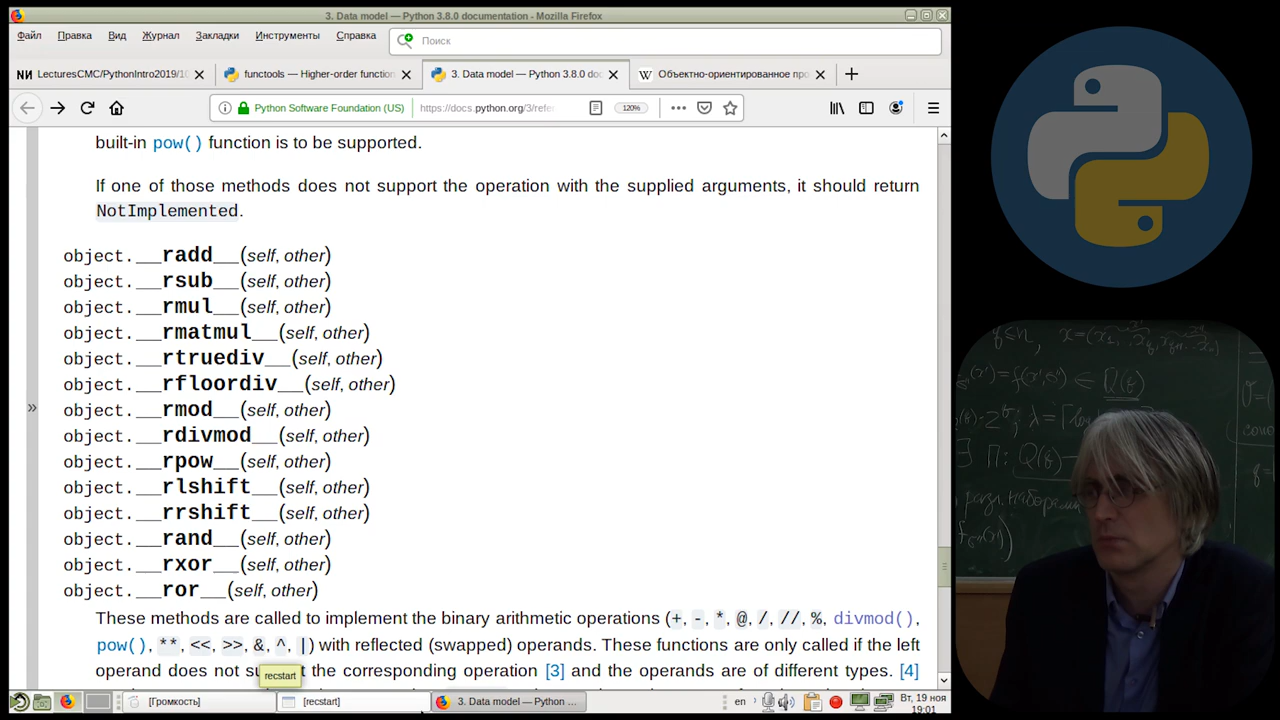 3. Data model — Python 3.8.0 documentation - Mozilla Firefox
Файл Правка Вид Журнал Закладки Инструменты Справка Поиск
LecturesCMC/PythonIntro2019/10 functools — Higher-order function 3. Data model — Python 3.8.0 doc Объектно-ориентированное про
Python Software Foundation (US) https://docs.python.org/3/refe 120%
built-in pow() function is to be supported.
If one of those methods does not support the operation with the supplied arguments, it should return
NotImplemented.
object.__radd__(self, other)
object.__rsub__(self, other)
object.__rmul__(self, other)
object.__rmatmul__(self, other)
object.__rtruediv__(self, other)
object.__rfloordiv__(self, other)
object.__rmod__(self, other)
object.__rdivmod__(self, other)
object.__rpow__(self, other)
object.__rlshift__(self, other)
object.__rrshift__(self, other)
object.__rand__(self, other)
object.__rxor__(self, other)
object.__ror__(self, other)
These methods are called to implement the binary arithmetic operations (+, -, *, @, /, //, %, divmod(),
pow(), **, <<, >>, &, ^, |) with reflected (swapped) operands. These functions are only called if the left
operand does not the corresponding operation [3] and the operands are of different types. [4]
recstart
[Громкость] [recstart] 3. Data model — Python ... en Вт, 19 ноя
19:01